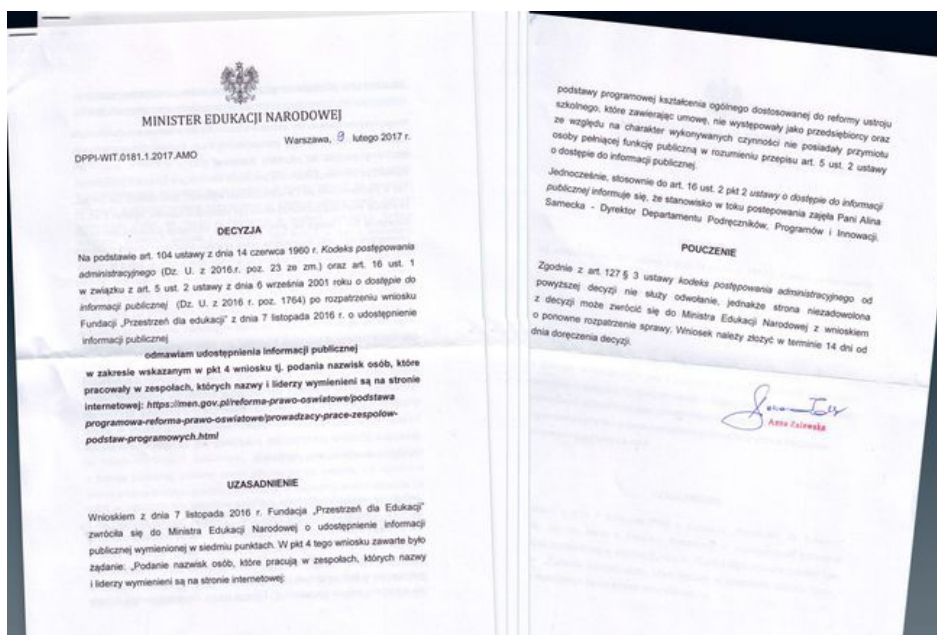 MINISTER EDUKACJI NARODOWEJ
Warszawa, 9 lutego 2017 r.
DPPI-WIT.0181.1.2017.AMO
DECYZJA
Na podstawie art. 104 ustawy z dnia 14 czerwca 1960 r. Kodeks postępowania
administracyjnego (Dz. U. z 2016.r. poz. 23 ze zm.) oraz art. 16 ust. 1
w związku z art. 5 ust. 2 ustawy z dnia 6 września 2001 roku o dostępie do
informacji publicznej (Dz. U. z 2016 r. poz. 1764) po rozpatrzeniu wniosku
Fundacji „Przestrzeń dla edukacji” z dnia 7 listopada 2016 r. o udostępnienie
informacji publicznej
odmawiam udostępnienia informacji publicznej
w zakresie wskazanym w pkt 4 wniosku tj. podania nazwisk osób, które
pracowały w zespołach, których nazwy i liderzy wymienieni są na stronie
internetowej: https://men.gov.pl/reforma-prawo-oswiatowe/podstawa
programowa-reforma-prawo-oswiatowe/prowadzacy-prace-zespolow-
podstaw-programowych.html
UZASADNIENIE
Wnioskiem z dnia 7 listopada 2016 r. Fundacja „Przestrzeń dla Edukacji”
zwróciła się do Ministra Edukacji Narodowej o udostępnienie informacji
publicznej wymienionej w siedmiu punktach. W pkt 4 tego wniosku zawarte było
żądanie: „Podanie nazwisk osób, które pracują w zespołach, których nazwy
i liderzy wymienieni są na stronie internetowej:
podstawy programowej kształcenia ogólnego dostosowanej do reformy ustroju
szkolnego, które zawierając umowę, nie występowały jako przedsiębiorcy oraz
ze względu na charakter wykonywanych czynności nie posiadały przymiotu
osoby pełniącej funkcję publiczną w rozumieniu przepisu art. 5 ust. 2 ustawy
o dostępie do informacji publicznej.
Jednocześnie, stosownie do art. 16 ust. 2 pkt 2 ustawy o dostępie do informacji
publicznej informuje się, że stanowisko w toku postępowania zajęła Pani Alina
Sarnecka - Dyrektor Departamentu Podręczników, Programów i Innowacji.
POUCZENIE
Zgodnie z art. 127 § 3 ustawy kodeks postępowania administracyjnego od
powyższej decyzji nie służy odwołanie, jednakże strona niezadowolona
z decyzji może zwrócić się do Ministra Edukacji Narodowej z wnioskiem
o ponowne rozpatrzenie sprawy. Wniosek należy złożyć w terminie 14 dni od
dnia doręczenia decyzji.
Anna Zalewska